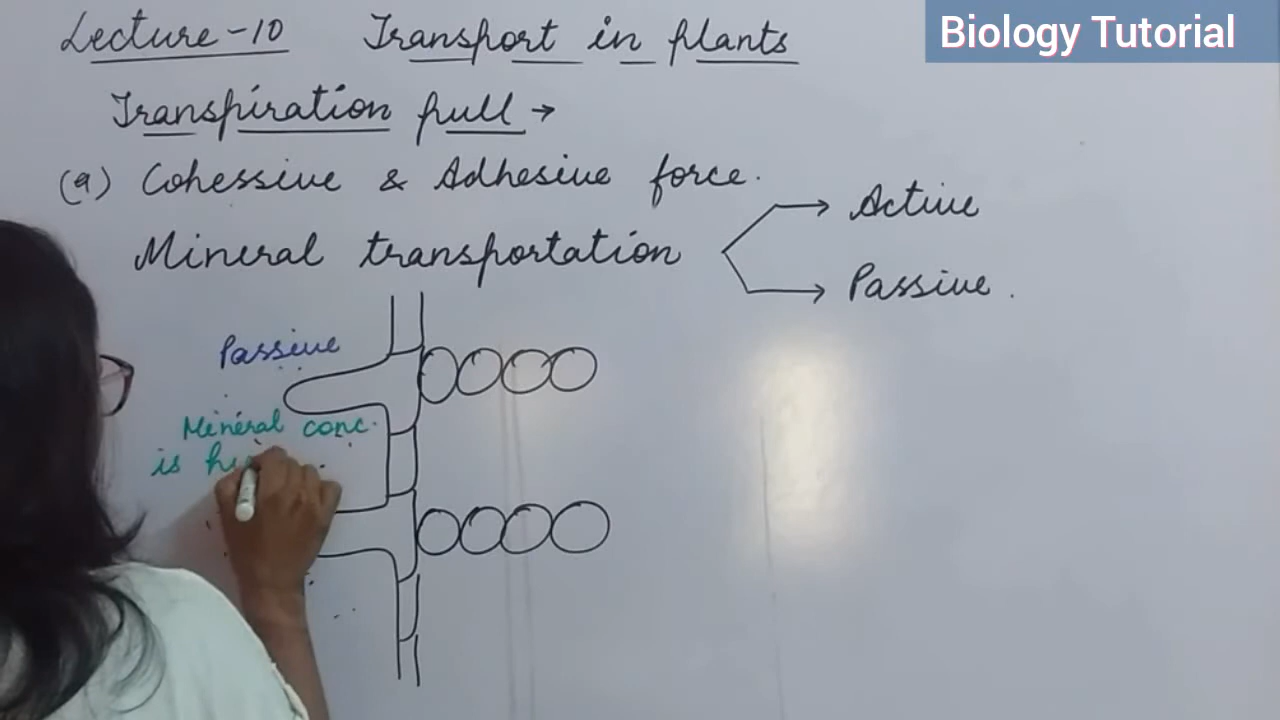 Lecture-10 Transport in plants
Biology Tutorial
Transpiration pull →
(a) Cohessive & Adhesive force.
Mineral transportation
Active
Passive.
Passive
Mineral conc.
is